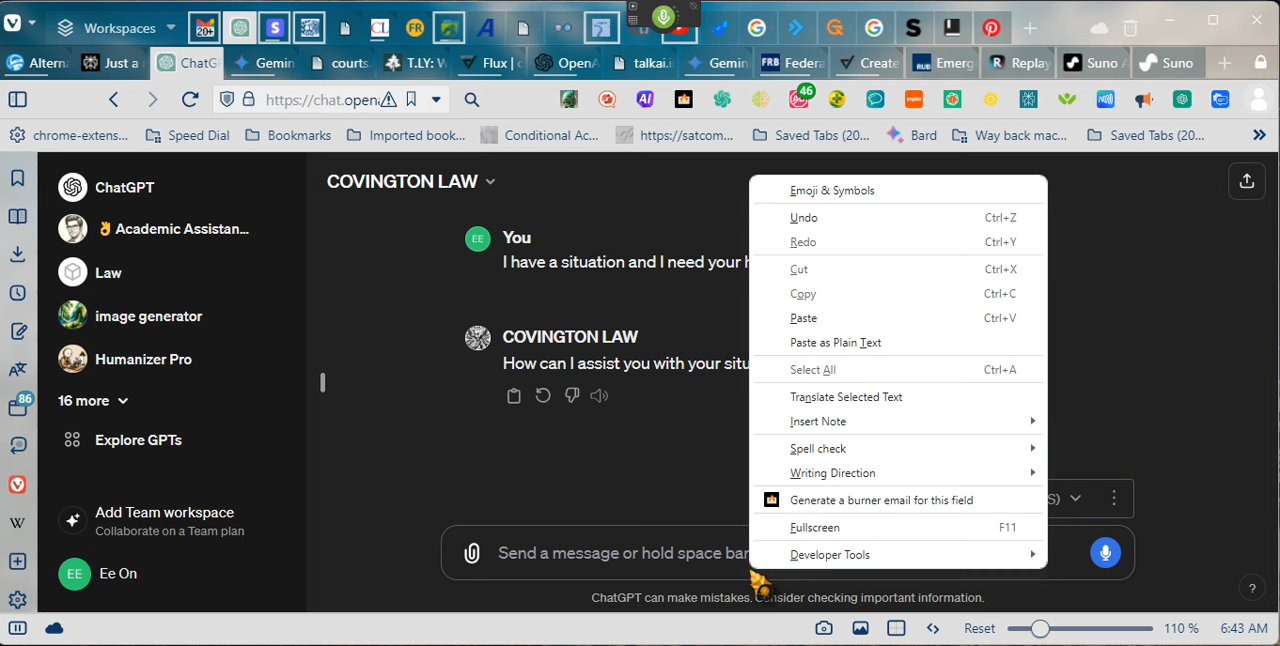 Workspaces
20+
CL
FR
Altern
Just a
ChatG
Gemin
courts.
T.LY: W
Flux | c
OpenA
talkai.i
Gemin
FRB Federa
Create
RUB Emerg
Replay
Suno
Suno
https://chat.open
46
chrome-extens...
Speed Dial
Bookmarks
Imported book...
Conditional Ac...
https://satcom...
Saved Tabs (20...
Bard
Way back mac...
Saved Tabs (20...
ChatGPT
👌 Academic Assistan...
Law
image generator
Humanizer Pro
16 more
Explore GPTs
Add Team workspace
Collaborate on a Team plan
EE
Ee On
86
COVINGTON LAW
EE
You
I have a situation and I need your h
COVINGTON LAW
How can I assist you with your situ
S)
Send a message or hold space bar
ChatGPT can make mistakes. Consider checking important information.
?
Emoji & Symbols
Undo Ctrl+Z
Redo Ctrl+Y
Cut Ctrl+X
Copy Ctrl+C
Paste Ctrl+V
Paste as Plain Text
Select All Ctrl+A
Translate Selected Text
Insert Note
Spell check
Writing Direction
Generate a burner email for this field
Fullscreen F11
Developer Tools
Reset
110 %
6:43 AM